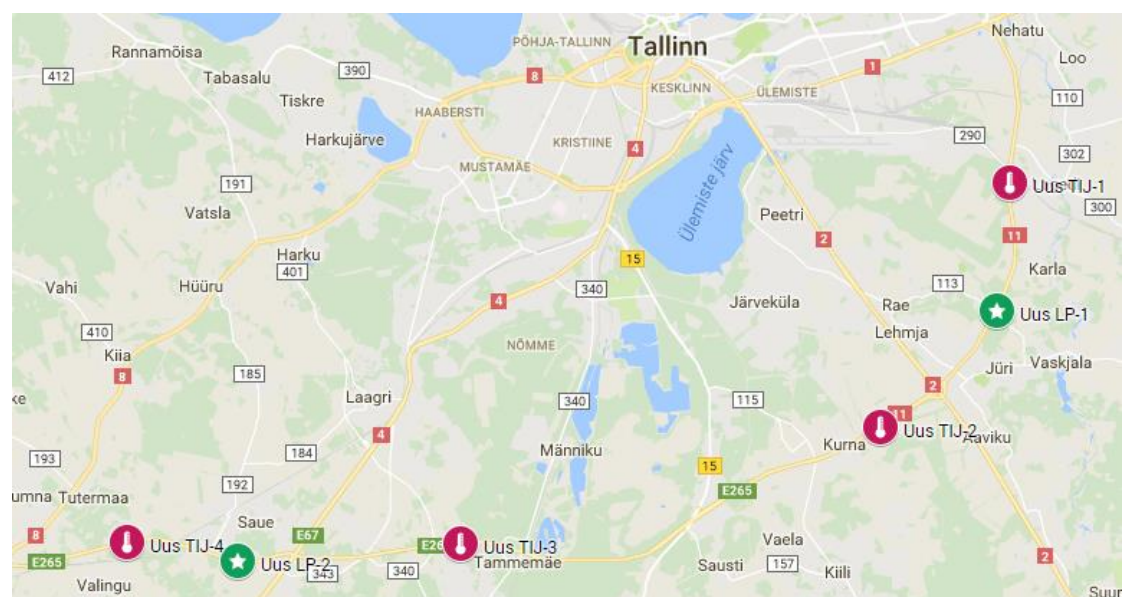 Nehatu
Rannamõisa
PÕHJA-TALLINN
Tallinn
Loo
412
390
8
1
Tabasalu
KESKLINN
ÜLEMISTE
Tiskre
110
HAABERSTI
Harkujärve
KRISTIINE
4
290
302
MUSTAMÄE
191
Uus TIJ-1
300
Vatsla
Ülemiste järv
Peetri
2
11
Harku
401
15
Karla
Vahi
Hüüru
340
113
4
Järveküla
Rae
Uus LP-1
410
Lehmja
NÕMME
Kiia
Vaskjala
8
185
Jüri
2
Laagri
340
115
11
4
Uus TIJ-2
Aaviku
Kurna
Männiku
184
193
15
192
E265
Tutermaa
Saue
8
E67
Vaela
Uus TIJ-4
Uus TIJ-3
2
E265
Uus LP-2
343
340
Tammemäe
Sausti
157
Kiili
Valingu